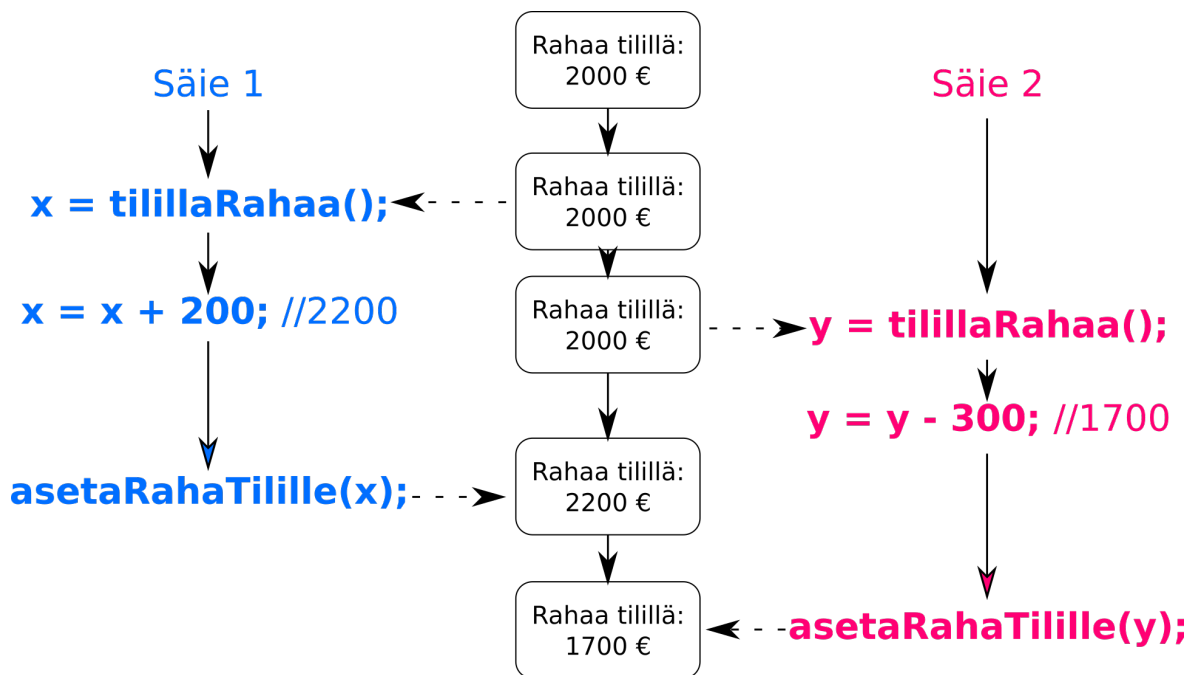 Rahaa tilillä:
2000 €
Säie 1
Säie 2
Rahaa tilillä:
2000 €
x = tilillaRahaa();
x = x + 200; //2200
Rahaa tilillä:
2000 €
y = tilillaRahaa();
y = y - 300; //1700
asetaRahaTilille(x);
Rahaa tilillä:
2200 €
Rahaa tilillä:
1700 €
asetaRahaTilille(y);